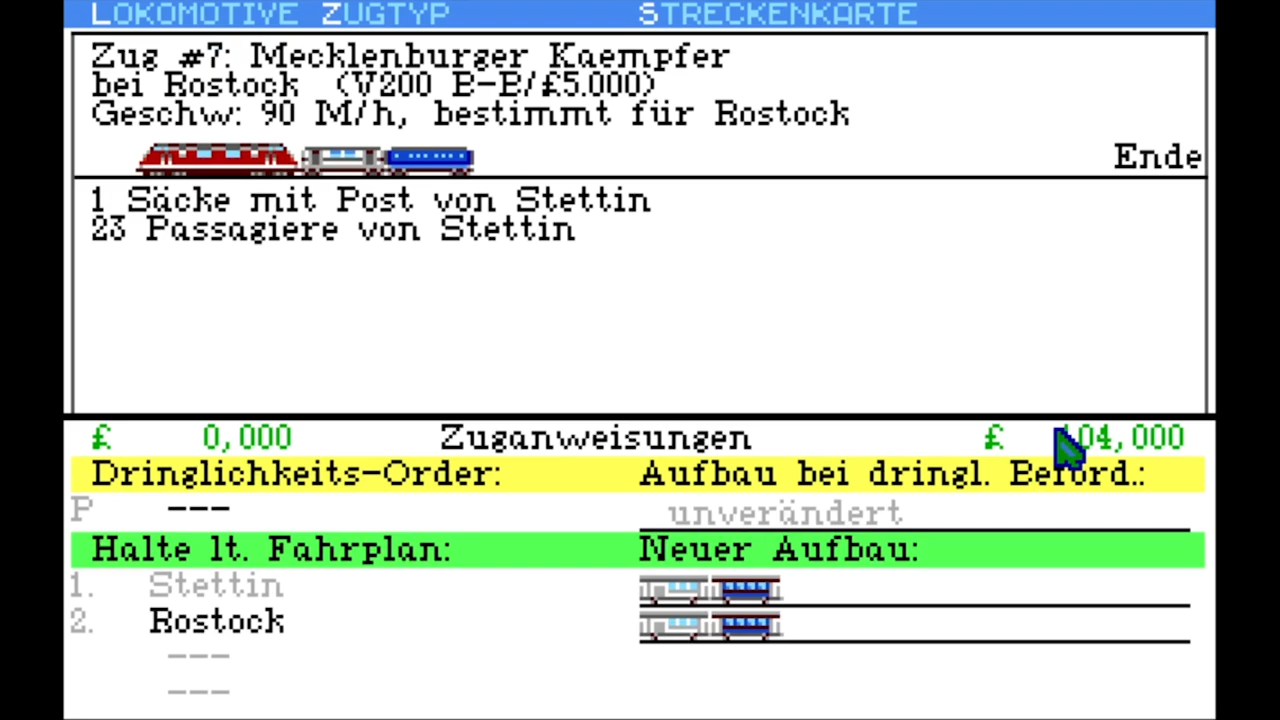 LOKOMOTIVE ZUGTYP STRECKENKARTE
Zug #7: Mecklenburger Kaempfer
bei Rostock (V200 B-B/£5.000)
Geschw: 90 M/h, bestimmt für Rostock
Ende
1 Säcke mit Post von Stettin
23 Passagiere von Stettin
£ 0,000 Zuganweisungen £
Dringlichkeits-Order: Aufbau bei dringl. Beförd.:
P --- unverändert
Halte lt. Fahrplan: Neuer Aufbau:
1. Stettin
2. Rostock
---
---